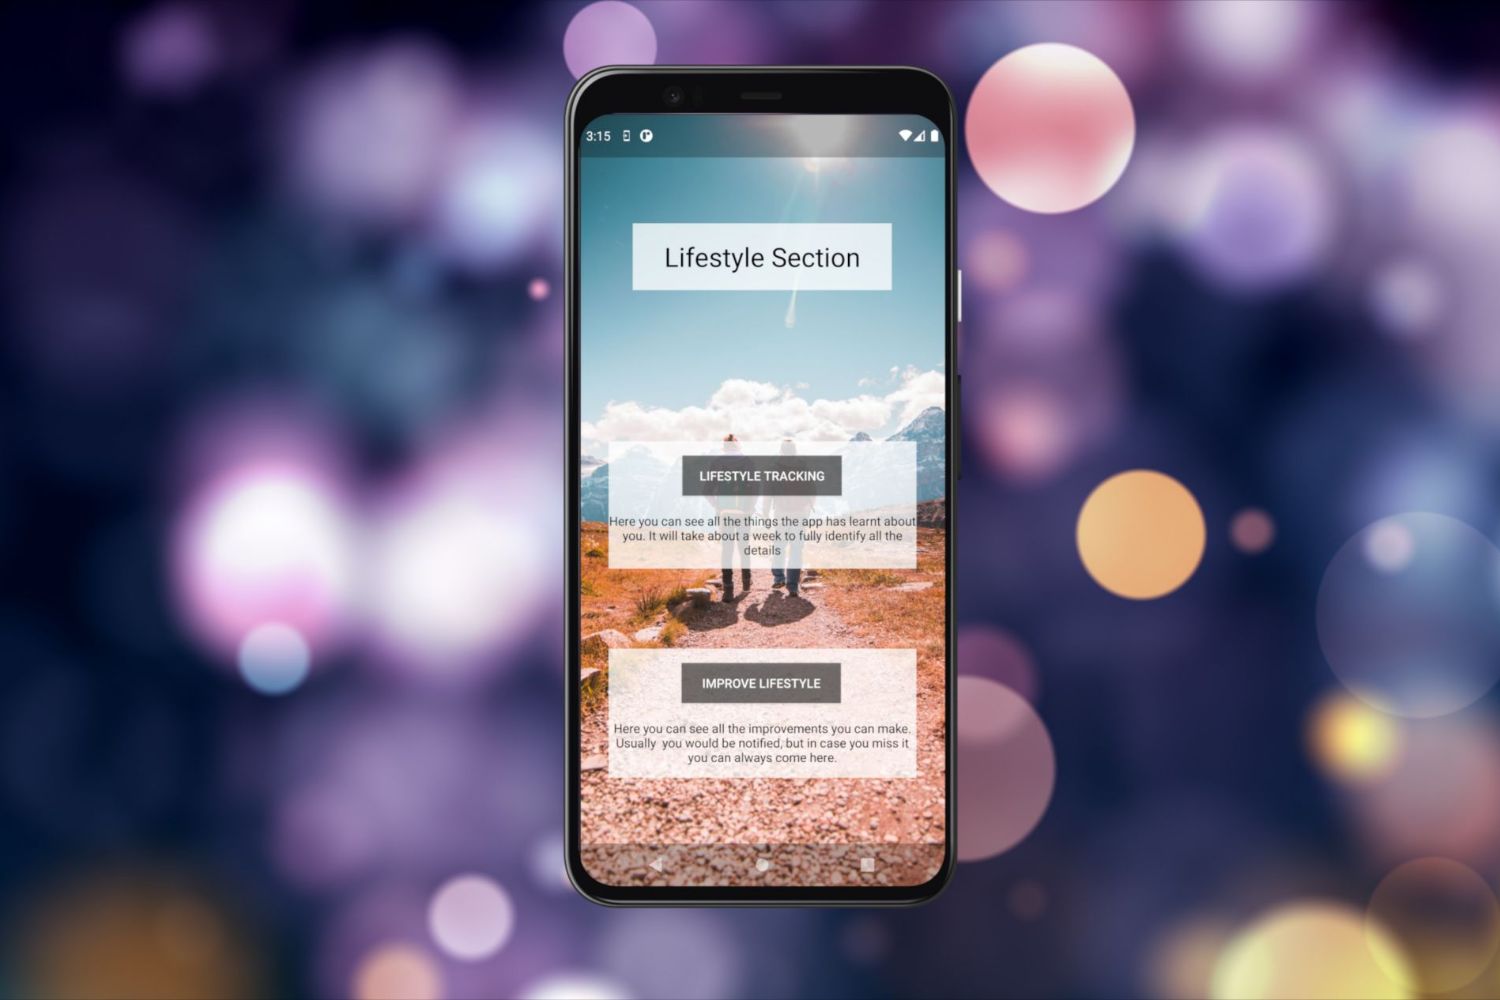 3:15
Lifestyle Section
LIFESTYLE TRACKING
Here you can see all the things the app has learnt about
you. It will take about a week to fully identify all the
details
IMPROVE LIFESTYLE
Here you can see all the improvements you can make.
Usually  you would be notified, but in case you miss it
you can always come here.